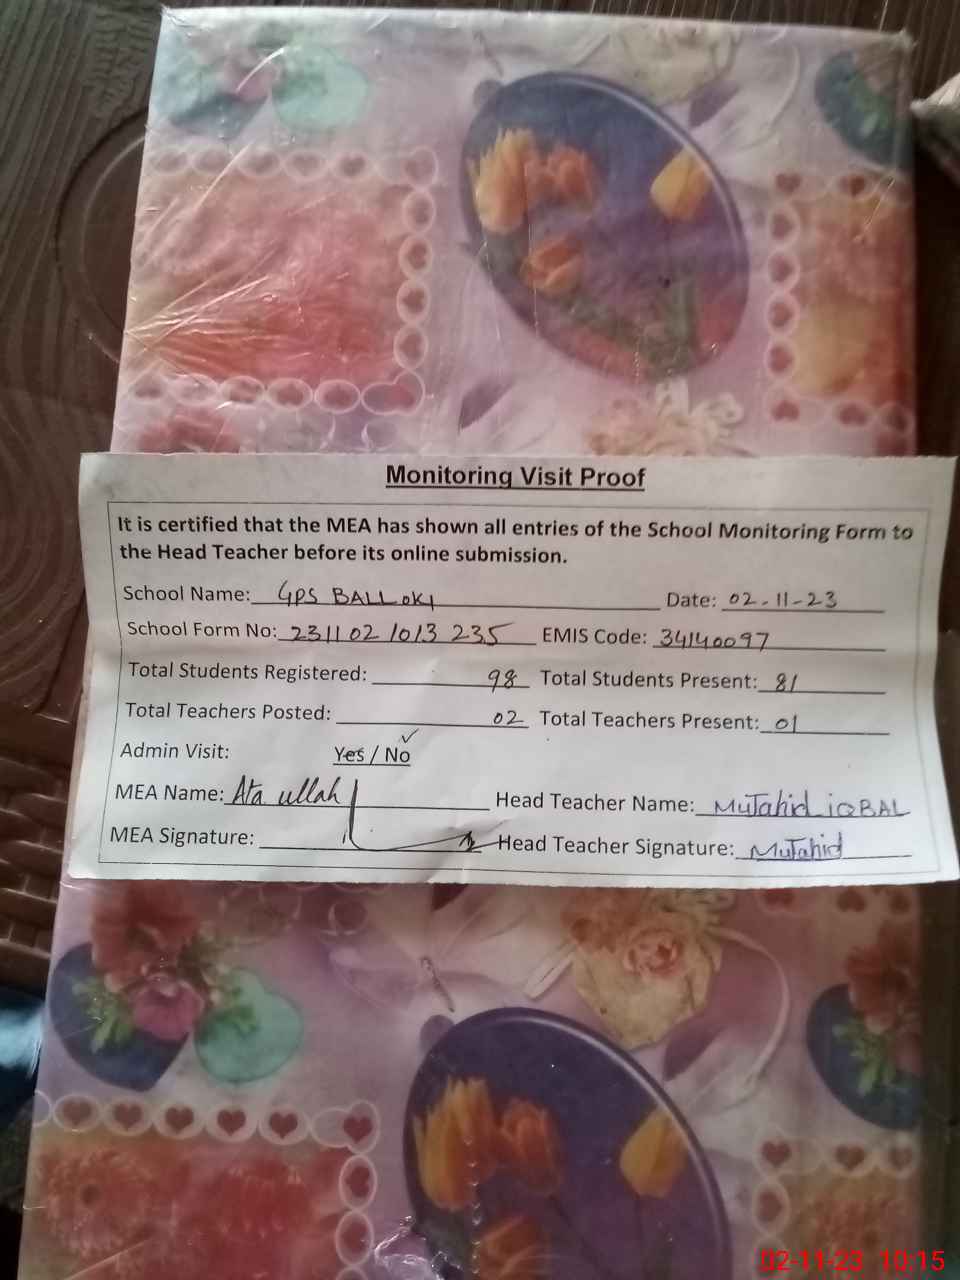 Monitoring Visit Proof
It is certified that the MEA has shown all entries of the School Monitoring Form to
the Head Teacher before its online submission.
School Name: GPS BALLOKI Date: 02-11-23
School Form No: 231102 1013 235 EMIS Code: 34140097
Total Students Registered: 98 Total Students Present: 81
Total Teachers Posted: 02 Total Teachers Present: 01
Admin Visit: Yes / No ✓
MEA Name: Ata ullah Head Teacher Name: MuTahid iQBAL
MEA Signature: Head Teacher Signature: MuTahid
02-11-23 10:15